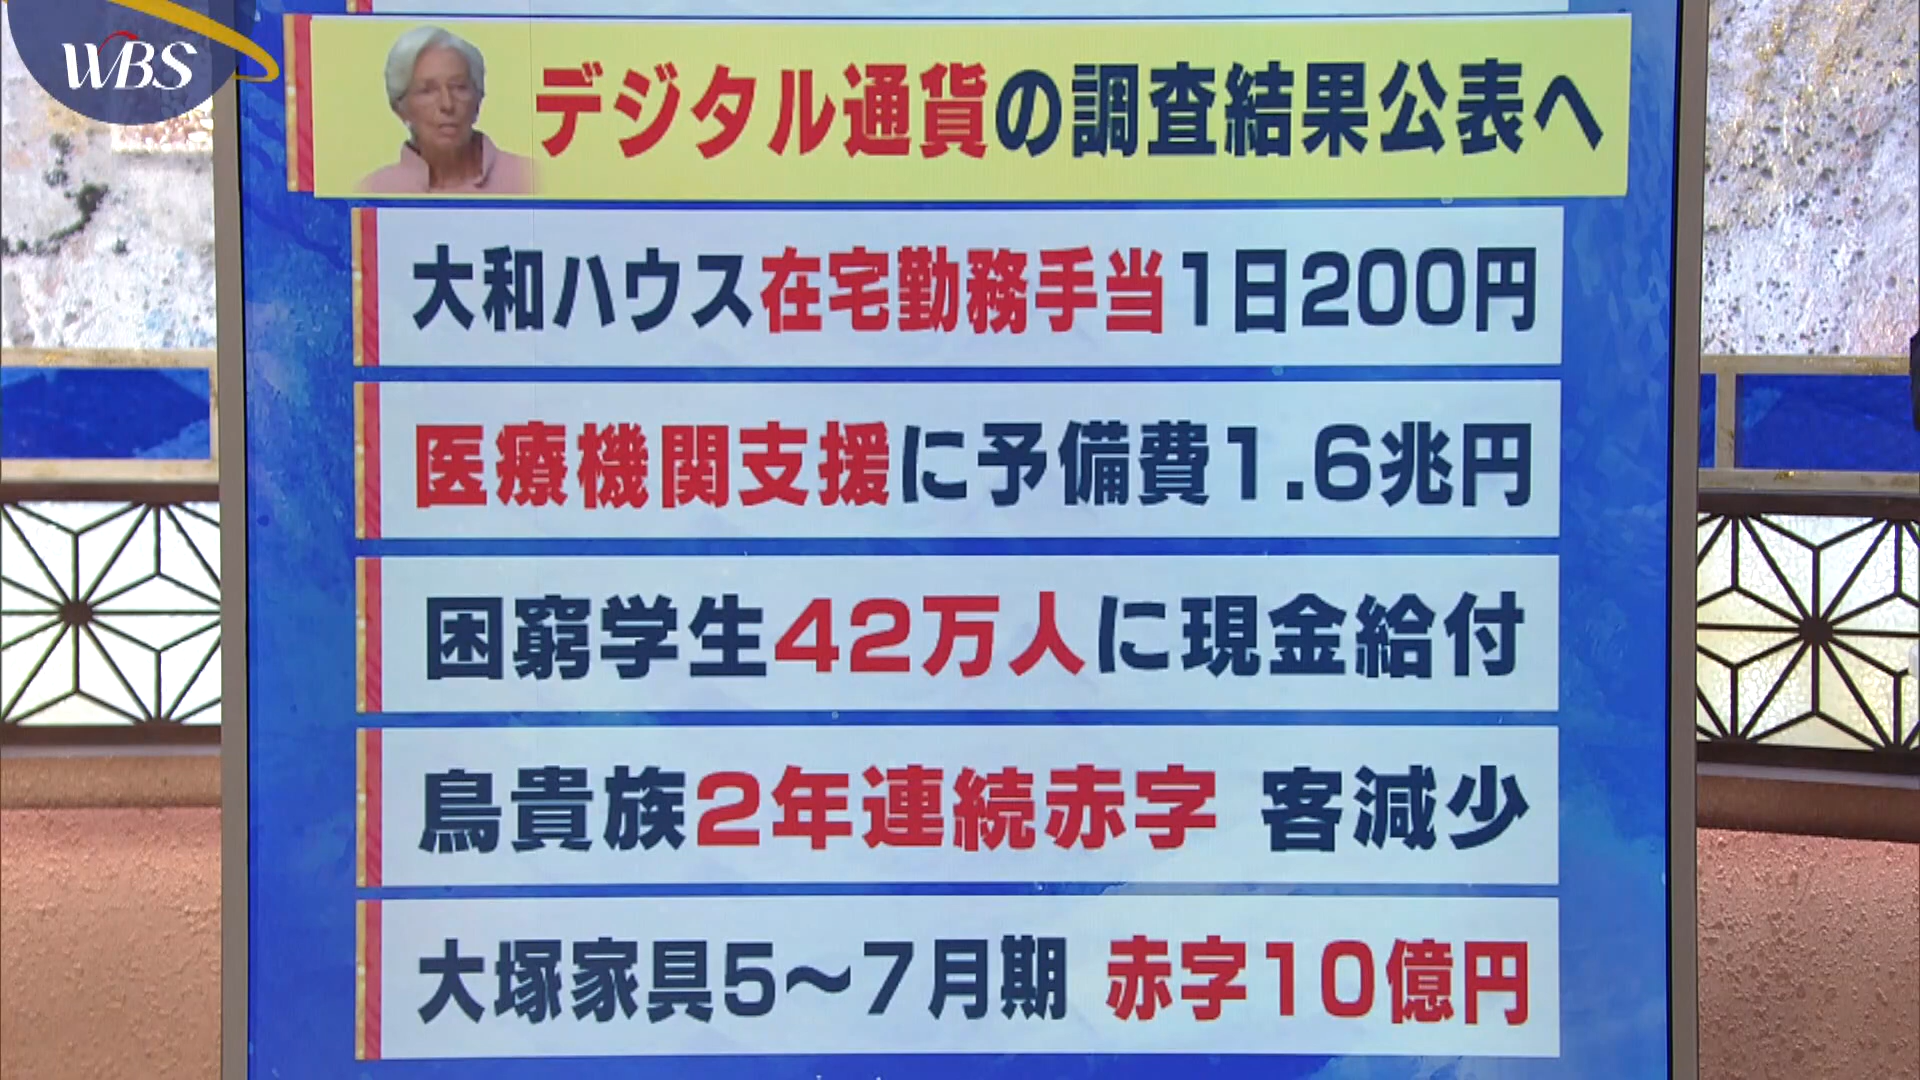 WBS
デジタル通貨の調査結果公表へ
大和ハウス在宅勤務手当1日200円
医療機関支援に予備費1.6兆円
困窮学生42万人に現金給付
鳥貴族2年連続赤字 客減少
大塚家具5〜7月期 赤字10億円